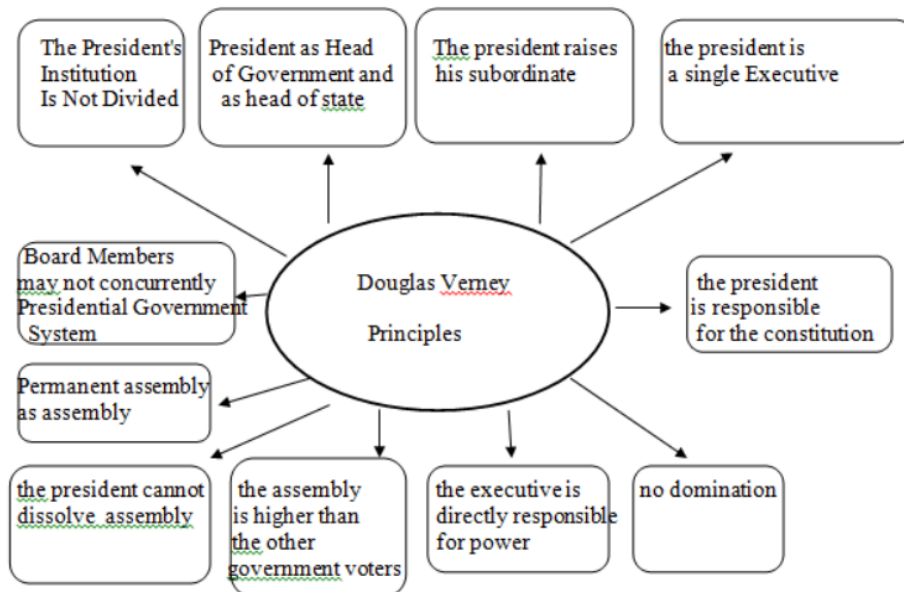 The President's
Institution
Is Not Divided
President as Head
of Government and
as head of state
The president raises
his subordinate
the president is
a single Executive
Board Members
may not concurrently
Presidential Government
System
Douglas Verney
Principles
the president
is responsible
for the constitution
Permanent assembly
as assembly
the president cannot
dissolve assembly
the assembly
is higher than
the other
government voters
the executive is
directly responsible
for power
no domination